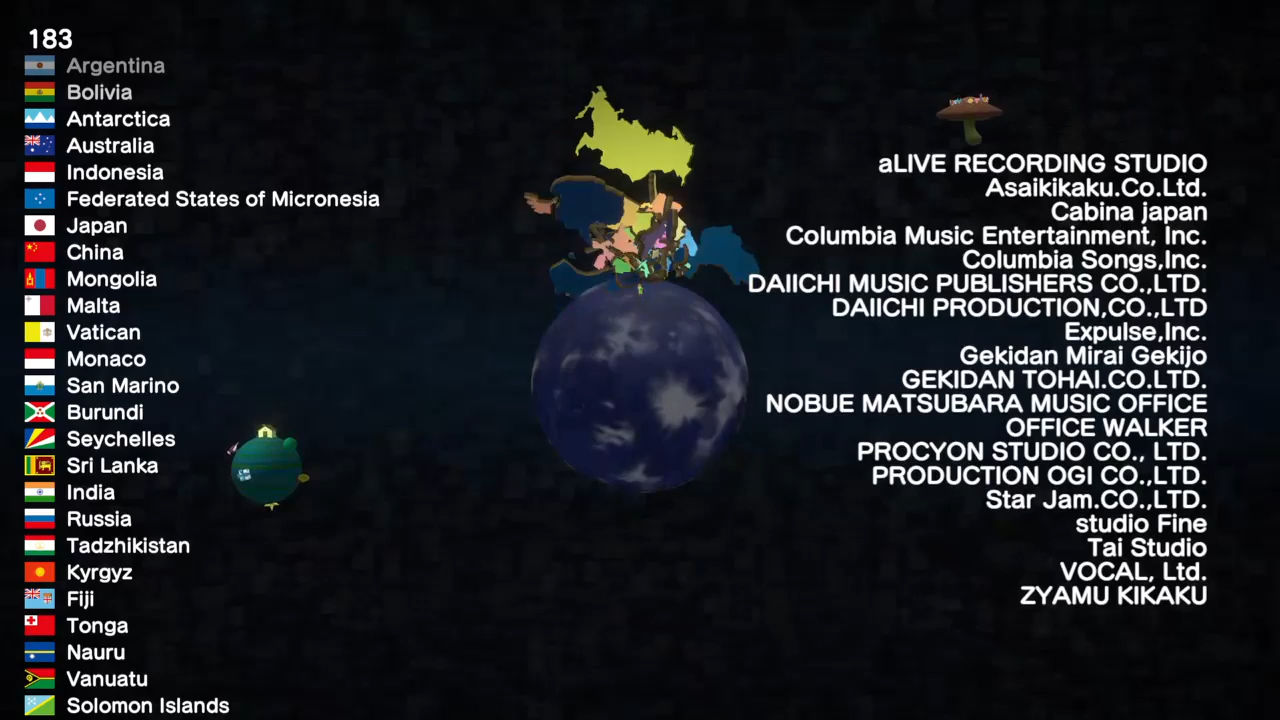 183
Argentina
Bolivia
Antarctica
Australia
Indonesia
Federated States of Micronesia
Japan
China
Mongolia
Malta
Vatican
Monaco
San Marino
Burundi
Seychelles
Sri Lanka
India
Russia
Tadzhikistan
Kyrgyz
Fiji
Tonga
Nauru
Vanuatu
Solomon Islands
aLIVE RECORDING STUDIO
Asaikikaku.Co.Ltd.
Cabina japan
Columbia Music Entertainment, Inc.
Columbia Songs,Inc.
DAIICHI MUSIC PUBLISHERS CO.,LTD.
DAIICHI PRODUCTION,CO.,LTD
Expulse,Inc.
Gekidan Mirai Gekijo
GEKIDAN TOHAI.CO.LTD.
NOBUE MATSUBARA MUSIC OFFICE
OFFICE WALKER
PROCYON STUDIO CO., LTD.
PRODUCTION OGI CO.,LTD.
Star Jam.CO.,LTD.
studio Fine
Tai Studio
VOCAL, Ltd.
ZYAMU KIKAKU